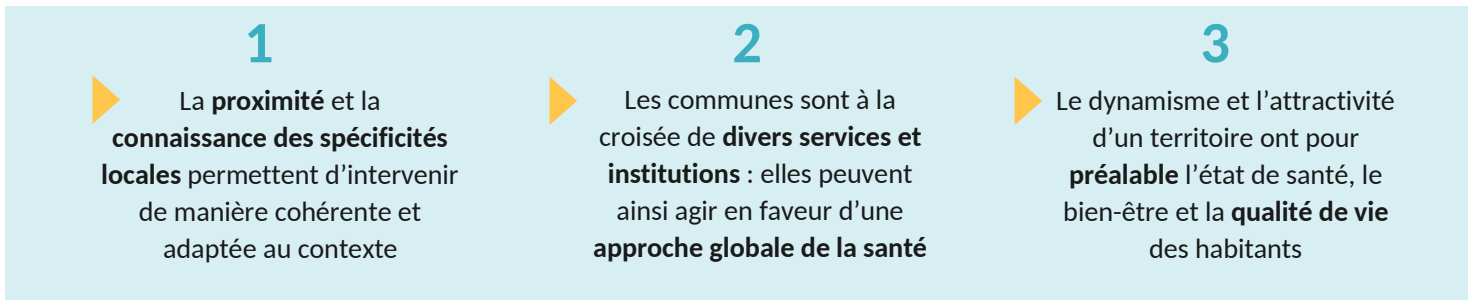 1
La proximité et la
connaissance des spécificités
locales permettent d’intervenir
de manière cohérente et
adaptée au contexte
2
Les communes sont à la
croisée de divers services et
institutions : elles peuvent
ainsi agir en faveur d’une
approche globale de la santé
3
Le dynamisme et l’attractivité
d’un territoire ont pour
préalable l’état de santé, le
bien-être et la qualité de vie
des habitants